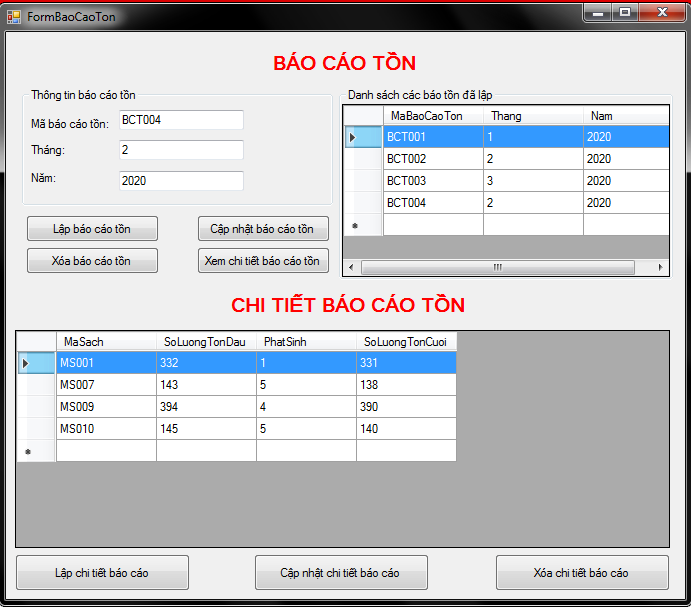 FormBaoCaoTon
BÁO CÁO TỒN
Thông tin báo cáo tồn
Mã báo cáo tồn: BCT004
Tháng: 2
Năm: 2020
Lập báo cáo tồn Cập nhật báo cáo tồn
Xóa báo cáo tồn Xem chi tiết báo cáo tồn
Danh sách các báo tồn đã lập
MaBaoCaoTon Thang Nam
BCT001 1 2020
BCT002 2 2020
BCT003 3 2020
BCT004 2 2020
CHI TIẾT BÁO CÁO TỒN
MaSach SoLuongTonDau PhatSinh SoLuongTonCuoi
MS001 332 1 331
MS007 143 5 138
MS009 394 4 390
MS010 145 5 140
Lập chi tiết báo cáo Cập nhật chi tiết báo cáo Xóa chi tiết báo cáo